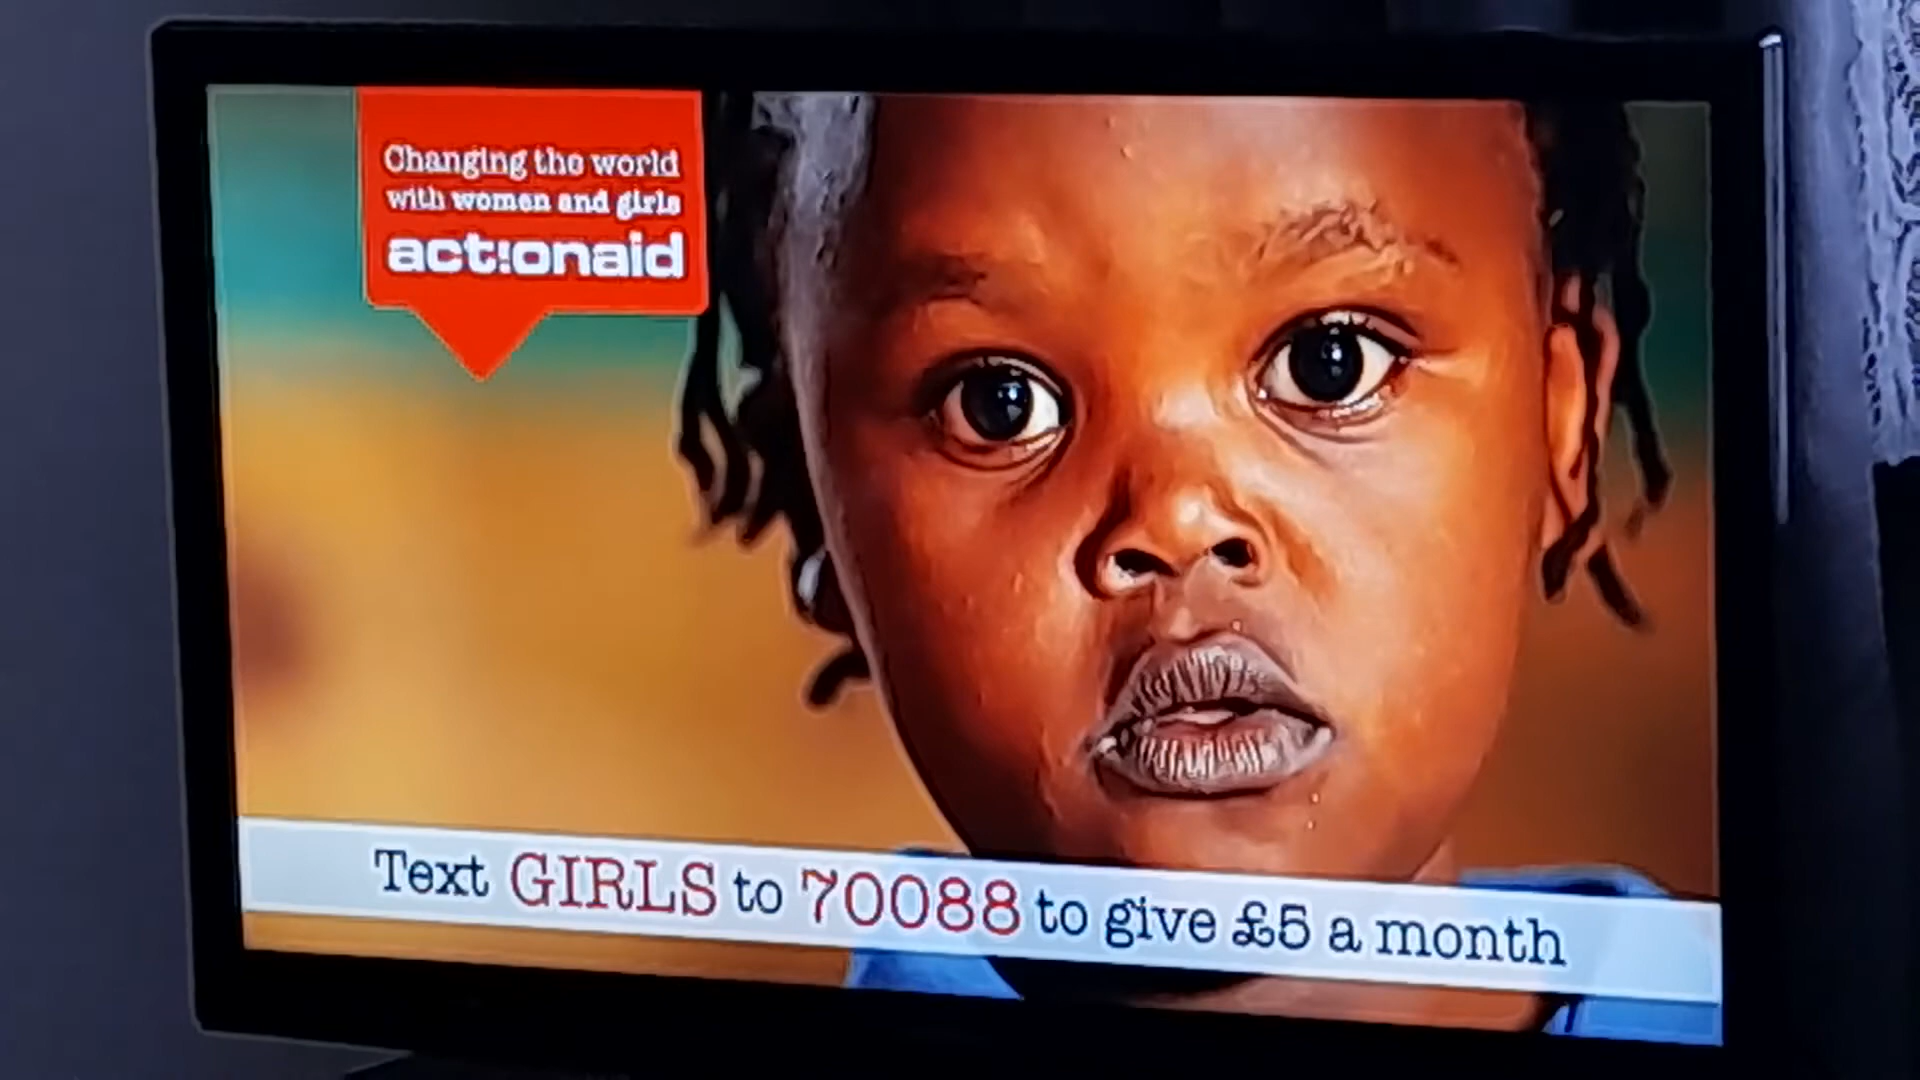 Changing the world
with women and girls
act!onaid
Text GIRLS to 70088 to give £5 a month